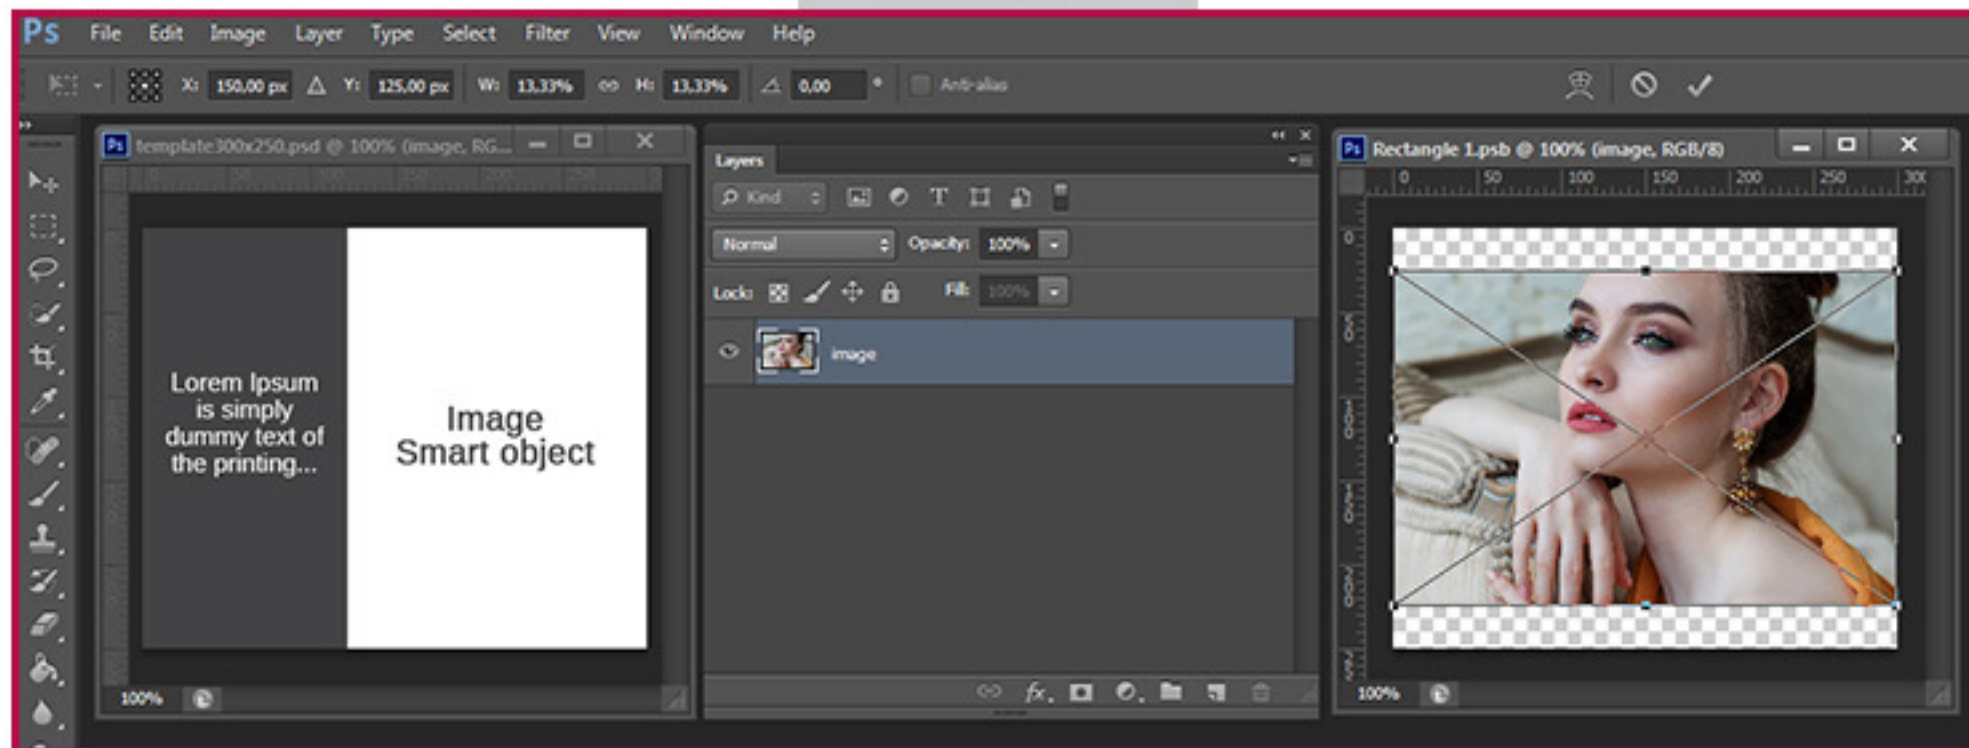 Ps File Edit Image Layer Type Select Filter View Window Help
X: 150,00 px Y: 125,00 px W: 13,33% H: 13,33% 0,00 ° Anti-alias
template300x250.psd @ 100% (image, RG...
Lorem Ipsum
is simply
dummy text of
the printing...
Image
Smart object
100%
Layers
Kind
Normal Opacity: 100%
Lock: Fill: 100%
image
fx.
Rectangle 1.psb @ 100% (image, RGB/8)
0 50 100 150 200 250 300
100%